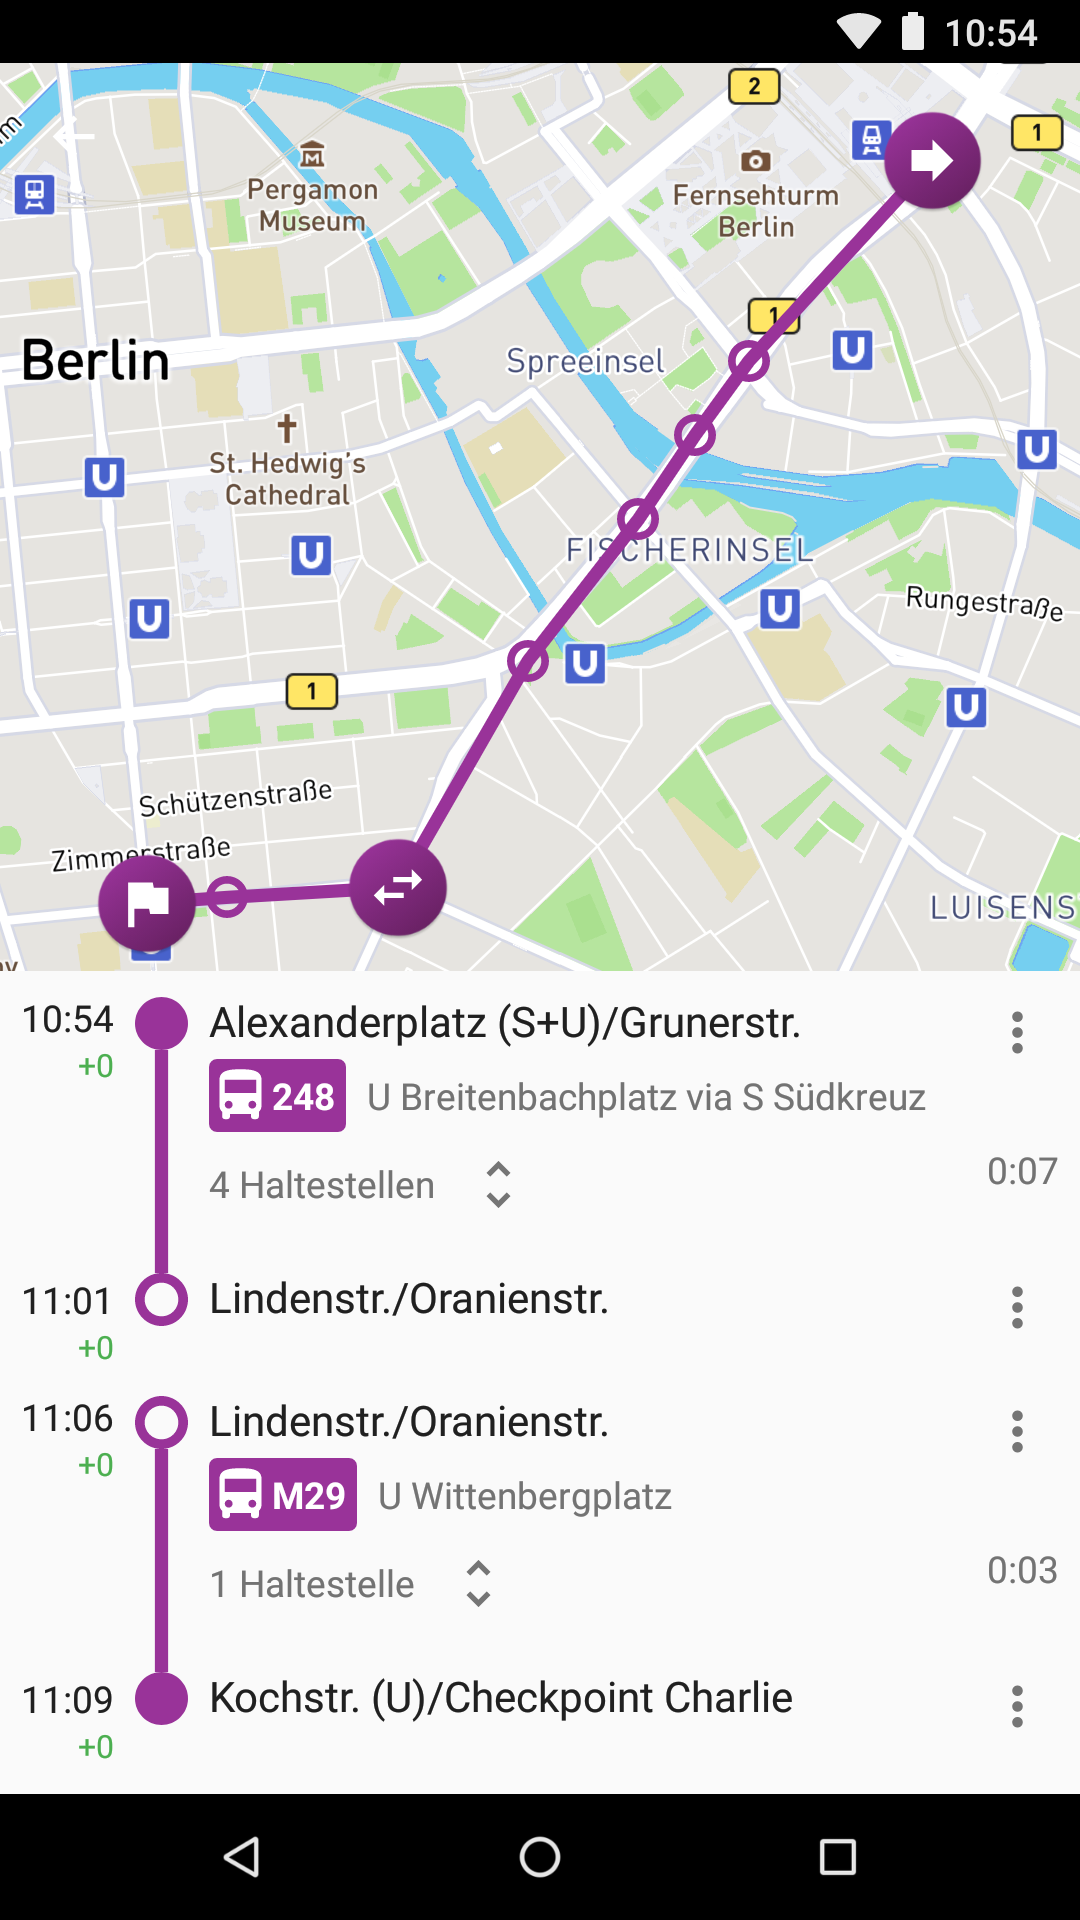 10:54
2
1
Pergamon
Museum
Fernsehturm
Berlin
1
Berlin
Spreeinsel
U
St. Hedwig's
Cathedral
U
U
U
FISCHERINSEL
U
U
Rungestraße
U
1
U
Schützenstraße
Zimmerstraße
LUISENS
10:54
Alexanderplatz (S+U)/Grunerstr.
+0
248
U Breitenbachplatz via S Südkreuz
4 Haltestellen
0:07
11:01
Lindenstr./Oranienstr.
+0
11:06
Lindenstr./Oranienstr.
+0
M29
U Wittenbergplatz
1 Haltestelle
0:03
11:09
Kochstr. (U)/Checkpoint Charlie
+0